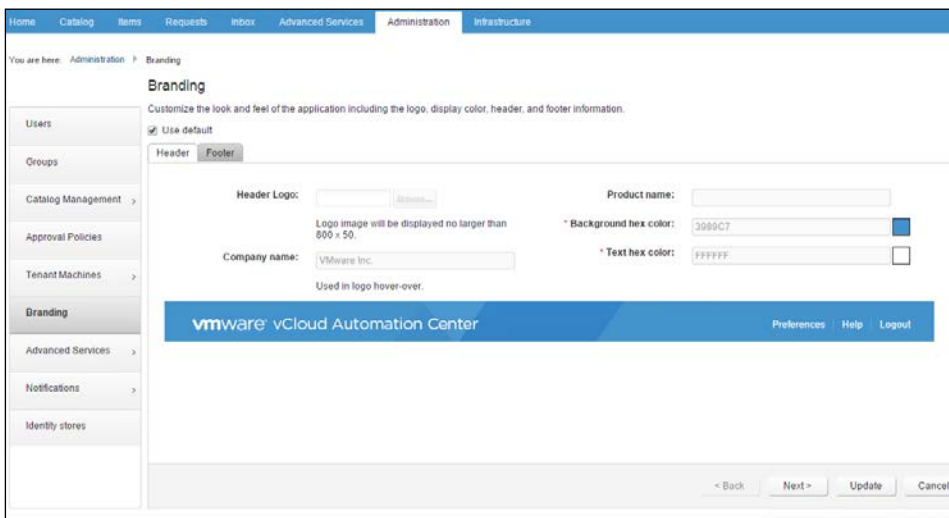 Home Catalog Items Requests Inbox Advanced Services Administration Infrastructure
You are here: Administration Branding
Branding
Customize the look and feel of the application including the logo, display color, header, and footer information.
Use default
Header Footer
Users
Groups
Catalog Management
Approval Policies
Tenant Machines
Branding
Advanced Services
Notifications
Identity stores
Header Logo: Browse...
Logo image will be displayed no larger than
800 x 50.
Company name: VMware Inc.
Used in logo hover-over.
Product name:
* Background hex color: 3989C7
* Text hex color: FFFFFF
vmware vCloud Automation Center Preferences Help Logout
< Back Next > Update Cancel